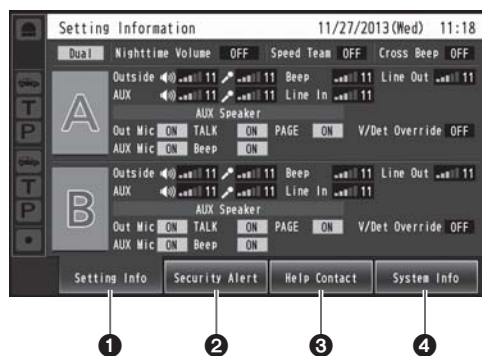 Setting Information 11/27/2013(Wed) 11:18
Dual Nighttime Volume OFF Speed Team OFF Cross Beep OFF
Outside 11 11 Beep 11 Line Out 11
AUX 11 11 Line In 11
AUX Speaker
A
Out Mic ON TALK ON PAGE ON V/Det Override OFF
AUX Mic ON Beep ON
T
P
Outside 11 11 Beep 11 Line Out 11
AUX 11 11 Line In 11
AUX Speaker
B
Out Mic ON TALK ON PAGE ON V/Det Override OFF
AUX Mic ON Beep ON
T
P
Setting Info Security Alert Help Contact System Info
❶ ❷ ❸ ❹